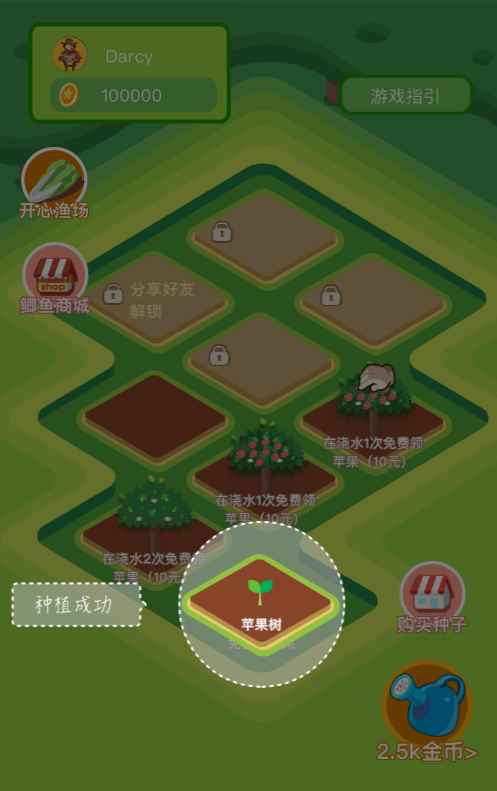 Darcy
100000
游戏指引
开心渔场
shop
鲫鱼商城
分享好友
解锁
在浇水1次免费领
苹果（10元）
在浇水1次免费领
苹果（10元）
在浇水2次免费领
苹果（10元
种植成功
苹果树
购买种子
2.5k金币>